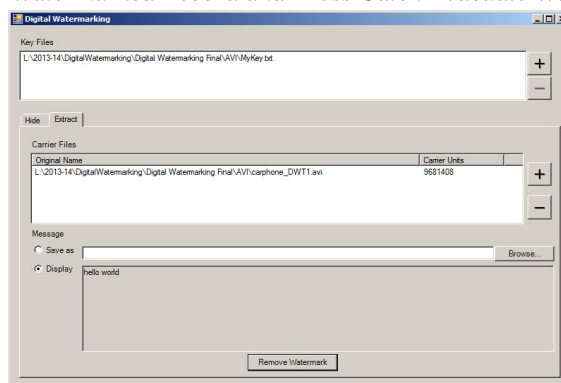 Digital Watermarking
Key Files
L:\2013-14\DigitalWatermarking\Digital Watermarking Final\AVI\MyKey.txt
+
−
Hide Extract
Carrier Files
Original Name Carrier Units
L:\2013-14\DigitalWatermarking\Digital Watermarking Final\AVI\carphone_DWT1.avi 9681408
+
−
Message
Save as Browse...
Display hello world
Remove Watermark